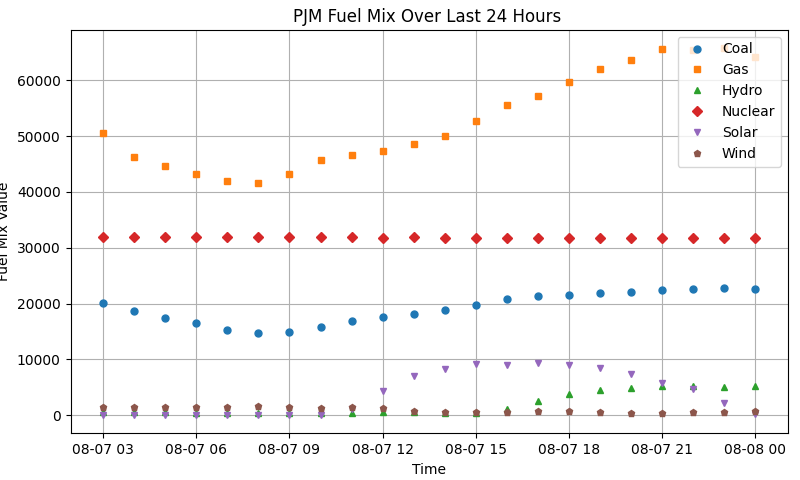 PJM Fuel Mix Over Last 24 Hours
Fuel Mix Value
60000
50000
40000
30000
20000
10000
0
Coal
Gas
Hydro
Nuclear
Solar
Wind
08-07 03
08-07 06
08-07 09
08-07 12
08-07 15
08-07 18
08-07 21
08-08 00
Time